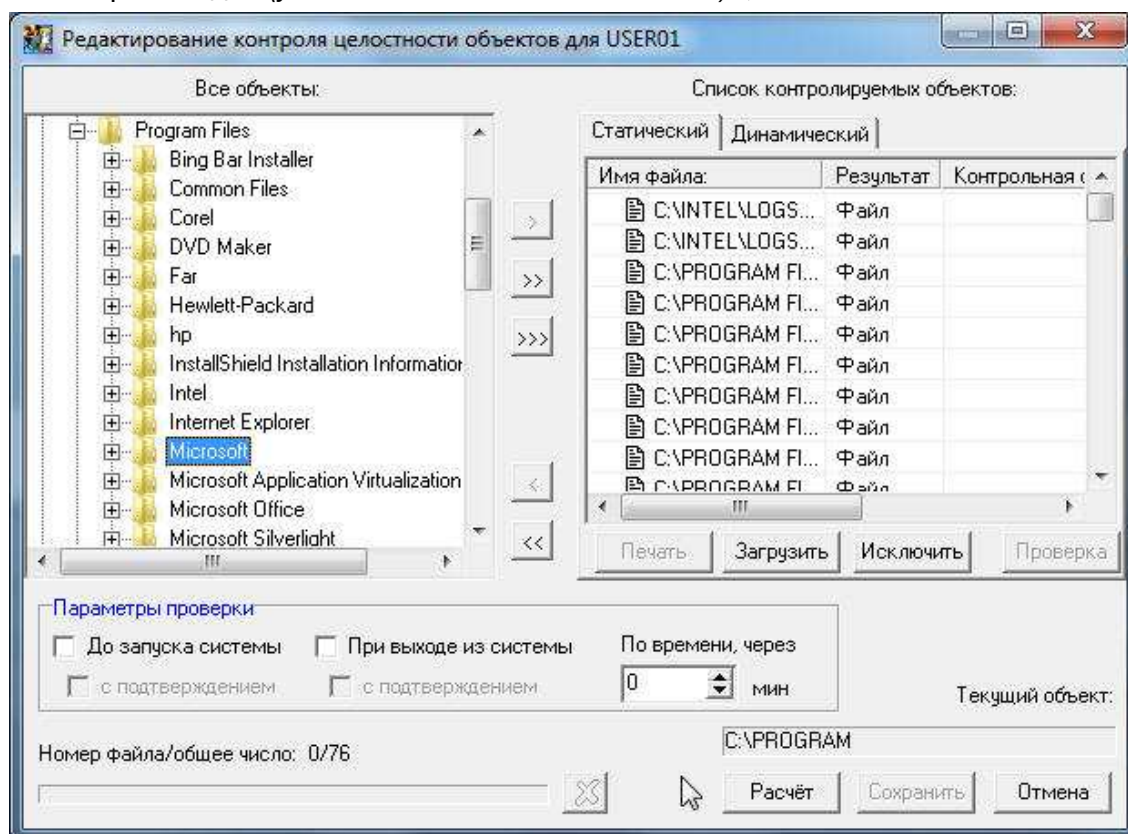 Редактирование контроля целостности объектов для USER01
Все объекты:
Список контролируемых объектов:
Program Files
Bing Bar Installer
Common Files
Corel
DVD Maker
Far
Hewlett-Packard
hp
InstallShield Installation Information
Intel
Internet Explorer
Microsoft
Microsoft Application Virtualization
Microsoft Office
Microsoft Silverlight
>
>>
>>>
<
<<
Статический Динамический
Имя файла: Результат Контрольная с
C:\INTEL\LOGS... Файл
C:\INTEL\LOGS... Файл
C:\PROGRAM FI... Файл
C:\PROGRAM FI... Файл
C:\PROGRAM FI... Файл
C:\PROGRAM FI... Файл
C:\PROGRAM FI... Файл
C:\PROGRAM FI... Файл
C:\PROGRAM FI... Файл
C:\PROGRAM FI... Файл
Печать Загрузить Исключить Проверка
Параметры проверки
До запуска системы При выходе из системы По времени, через
с подтверждением с подтверждением 0 мин
Текущий объект:
C:\PROGRAM
Номер файла/общее число: 0/76
Расчёт Сохранить Отмена